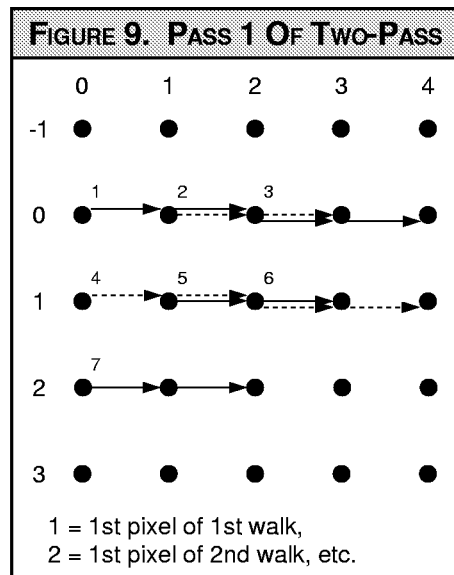 FIGURE 9. PASS 1 OF TWO-PASS
0 1 2 3 4
-1
1 2 3
0
4 5 6
1
7
2
3
1 = 1st pixel of 1st walk,
2 = 1st pixel of 2nd walk, etc.